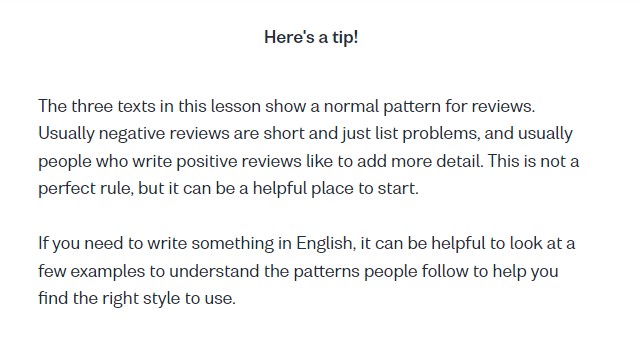 Here's a tip!
The three texts in this lesson show a normal pattern for reviews.
Usually negative reviews are short and just list problems, and usually
people who write positive reviews like to add more detail. This is not a
perfect rule, but it can be a helpful place to start.
If you need to write something in English, it can be helpful to look at a
few examples to understand the patterns people follow to help you
find the right style to use.